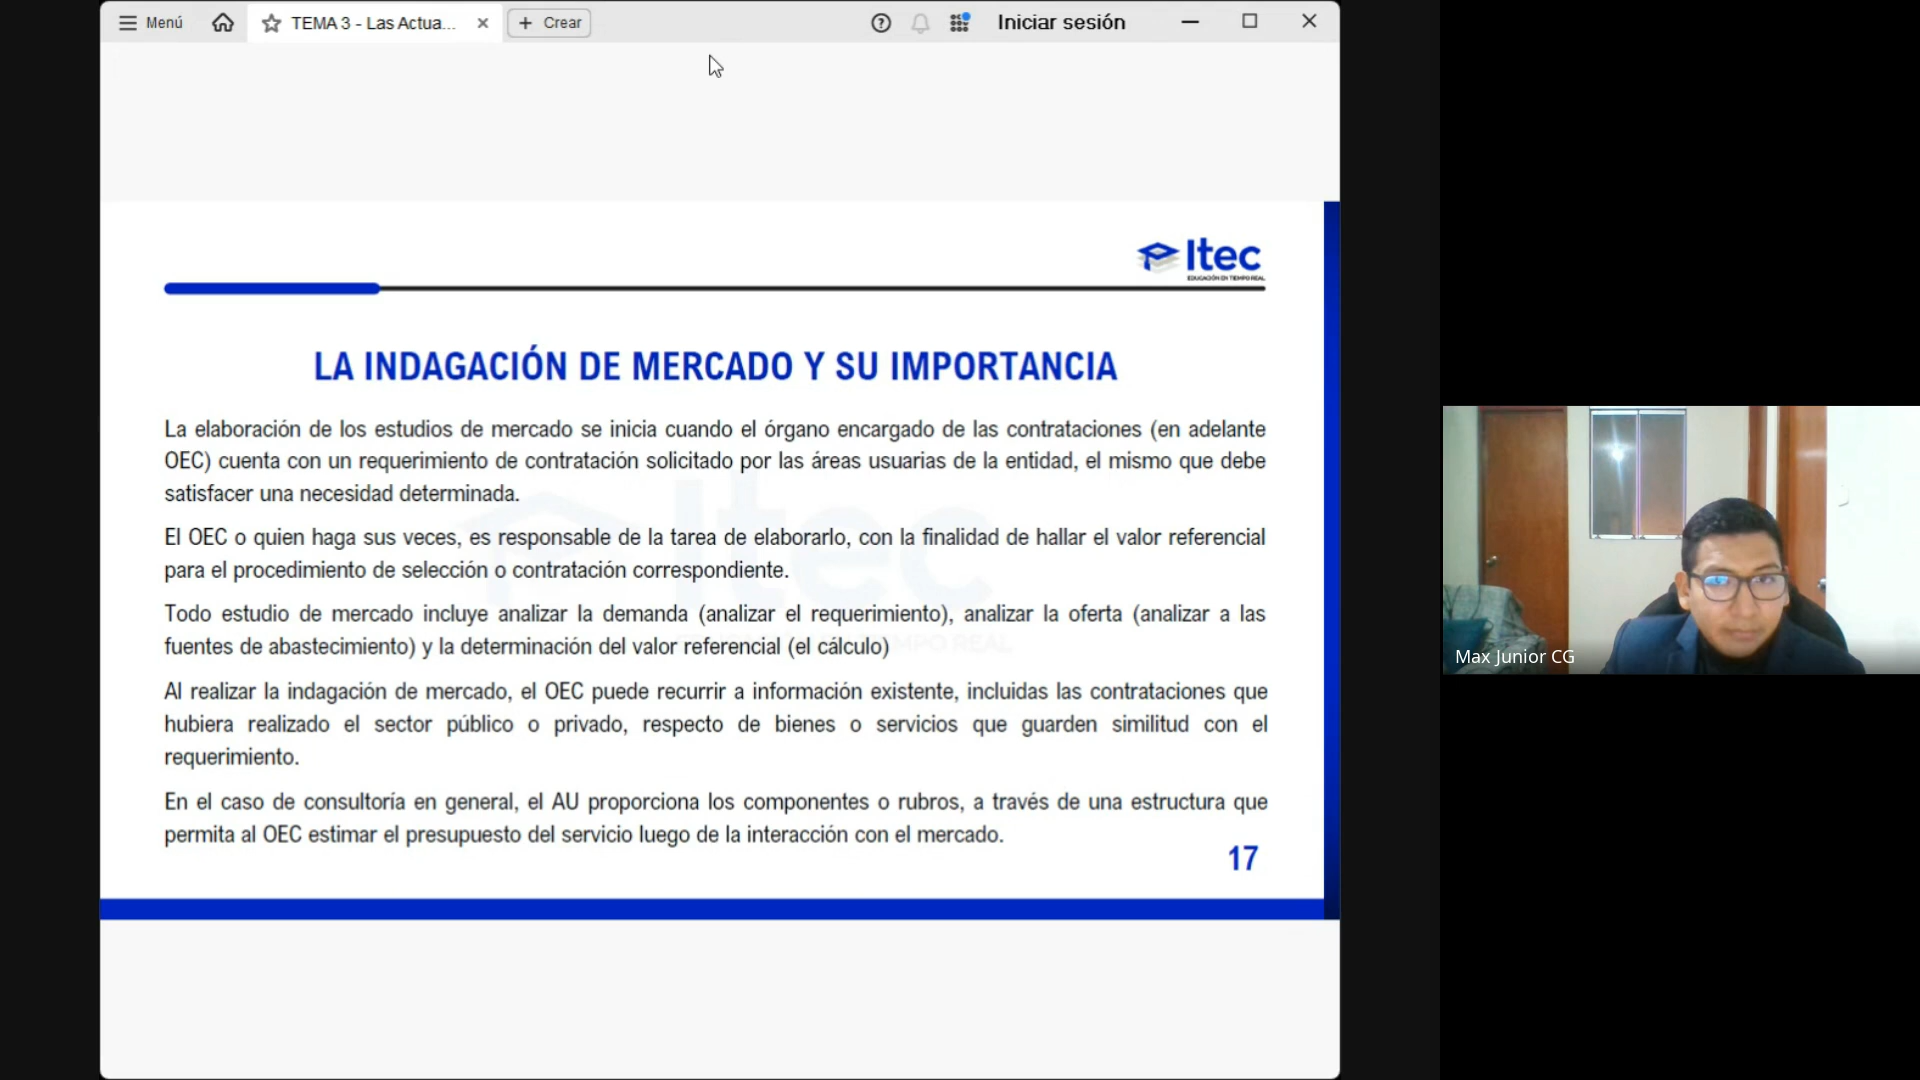 Menú
TEMA 3 - Las Actua...
Crear
Iniciar sesión
Itec
EDUCACIÓN EN TIEMPO REAL
LA INDAGACIÓN DE MERCADO Y SU IMPORTANCIA
La elaboración de los estudios de mercado se inicia cuando el órgano encargado de las contrataciones (en adelante
OEC) cuenta con un requerimiento de contratación solicitado por las áreas usuarias de la entidad, el mismo que debe
satisfacer una necesidad determinada.
El OEC o quien haga sus veces, es responsable de la tarea de elaborarlo, con la finalidad de hallar el valor referencial
para el procedimiento de selección o contratación correspondiente.
Todo estudio de mercado incluye analizar la demanda (analizar el requerimiento), analizar la oferta (analizar a las
fuentes de abastecimiento) y la determinación del valor referencial (el cálculo)
Al realizar la indagación de mercado, el OEC puede recurrir a información existente, incluidas las contrataciones que
hubiera realizado el sector público o privado, respecto de bienes o servicios que guarden similitud con el
requerimiento.
En el caso de consultoría en general, el AU proporciona los componentes o rubros, a través de una estructura que
permita al OEC estimar el presupuesto del servicio luego de la interacción con el mercado.
17
Max Junior CG